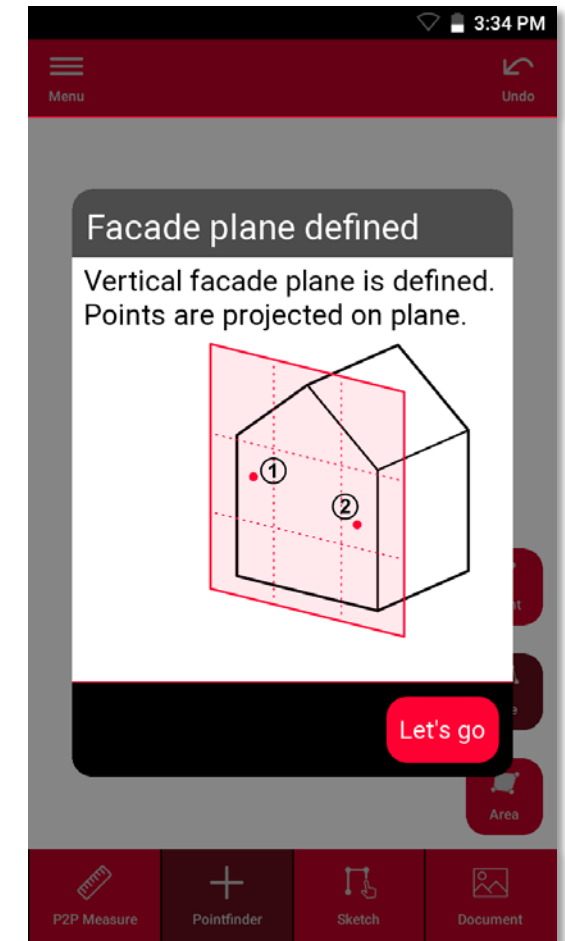 3:34 PM
Menu
Undo
Facade plane defined
Vertical facade plane is defined.
Points are projected on plane.
1
2
Let's go
Area
P2P Measure
Pointfinder
Sketch
Document